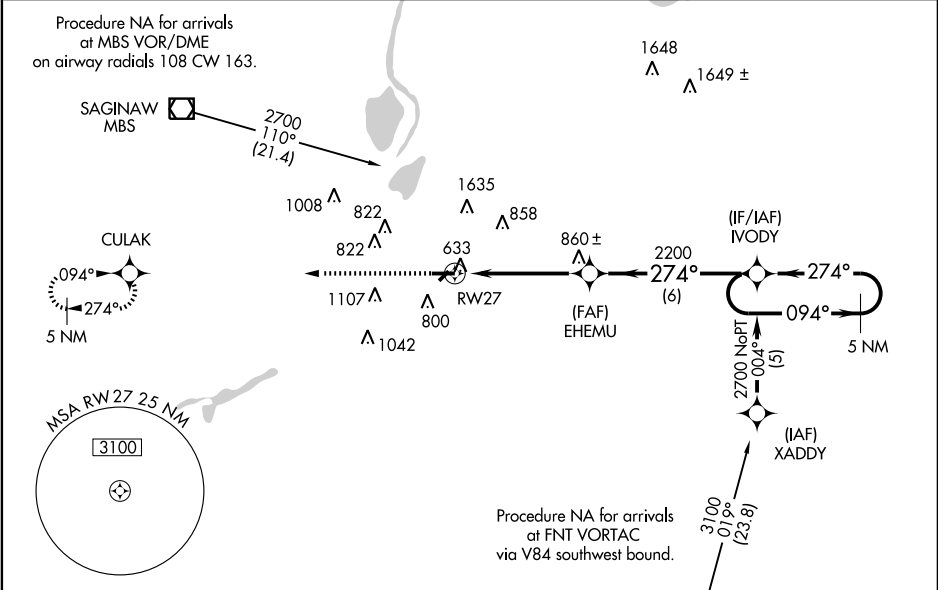 Procedure NA for arrivals
at MBS VOR/DME
on airway radials 108 CW 163.
SAGINAW
MBS
2700
110°
(21.4)
1648
1649 ±
1008
822
822
1635
858
633
860 ±
1107
800
1042
CULAK
094°
274°
5 NM
RW27
(FAF)
EHEMU
2200
274°
(6)
(IF/IAF)
IVODY
274°
094°
5 NM
2700 NoPT
004°
(5)
(IAF)
XADDY
MSA RW27 25 NM
3100
Procedure NA for arrivals
at FNT VORTAC
via V84 southwest bound.
3100
019°
(23.8)